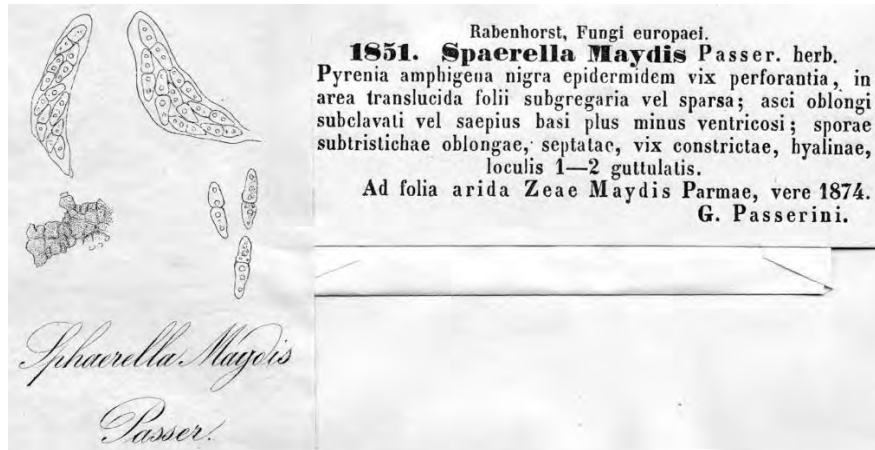 Rabenhorst, Fungi europaei.
1851. Spaerella Maydis Passer. herb.
Pyrenia amphigena nigra epidermidem vix perforantia, in
area translucida folii subgregaria vel sparsa; asci oblongi
subclavati vel saepius basi plus minus ventricosi; sporae
subtristichae oblongae, septatae, vix constrictae, hyalinae,
loculis 1—2 guttulatis.
Ad folia arida Zeae Maydis Parmae, vere 1874.
G. Passerini.
Sphaerella Maydis
Passer.